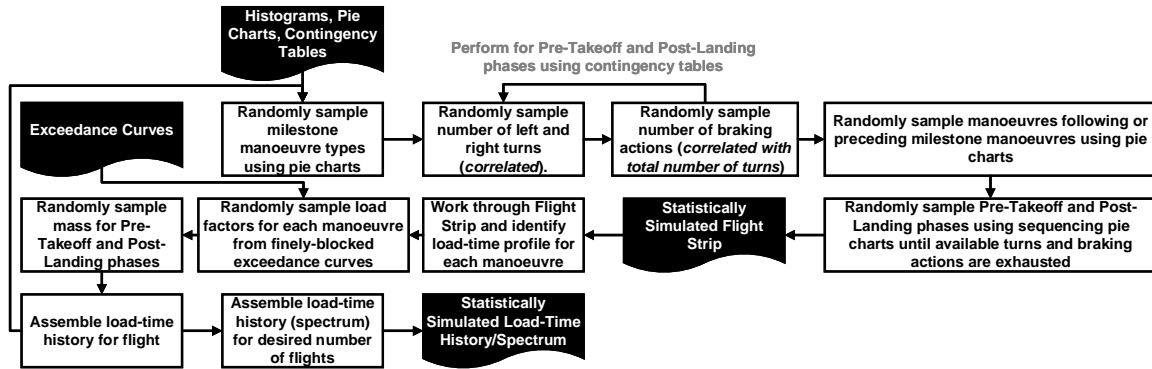 Histograms, Pie
Charts, Contingency
Tables
Perform for Pre-Takeoff and Post-Landing
phases using contingency tables
Exceedance Curves
Randomly sample
milestone
manoeuvre types
using pie charts
Randomly sample
number of left and
right turns
(correlated).
Randomly sample
number of braking
actions (correlated with
total number of turns)
Randomly sample manoeuvres following or
preceding milestone manoeuvres using pie
charts
Randomly sample
mass for Pre-
Takeoff and Post-
Landing phases
Randomly sample load
factors for each manoeuvre
from finely-blocked
exceedance curves
Work through Flight
Strip and identify
load-time profile for
each manoeuvre
Statistically
Simulated Flight
Strip
Randomly sample Pre-Takeoff and Post-
Landing phases using sequencing pie
charts until available turns and braking
actions are exhausted
Assemble load-time
history for flight
Assemble load-time
history (spectrum) for
desired number
of flights
Statistically
Simulated Load-Time
History/Spectrum